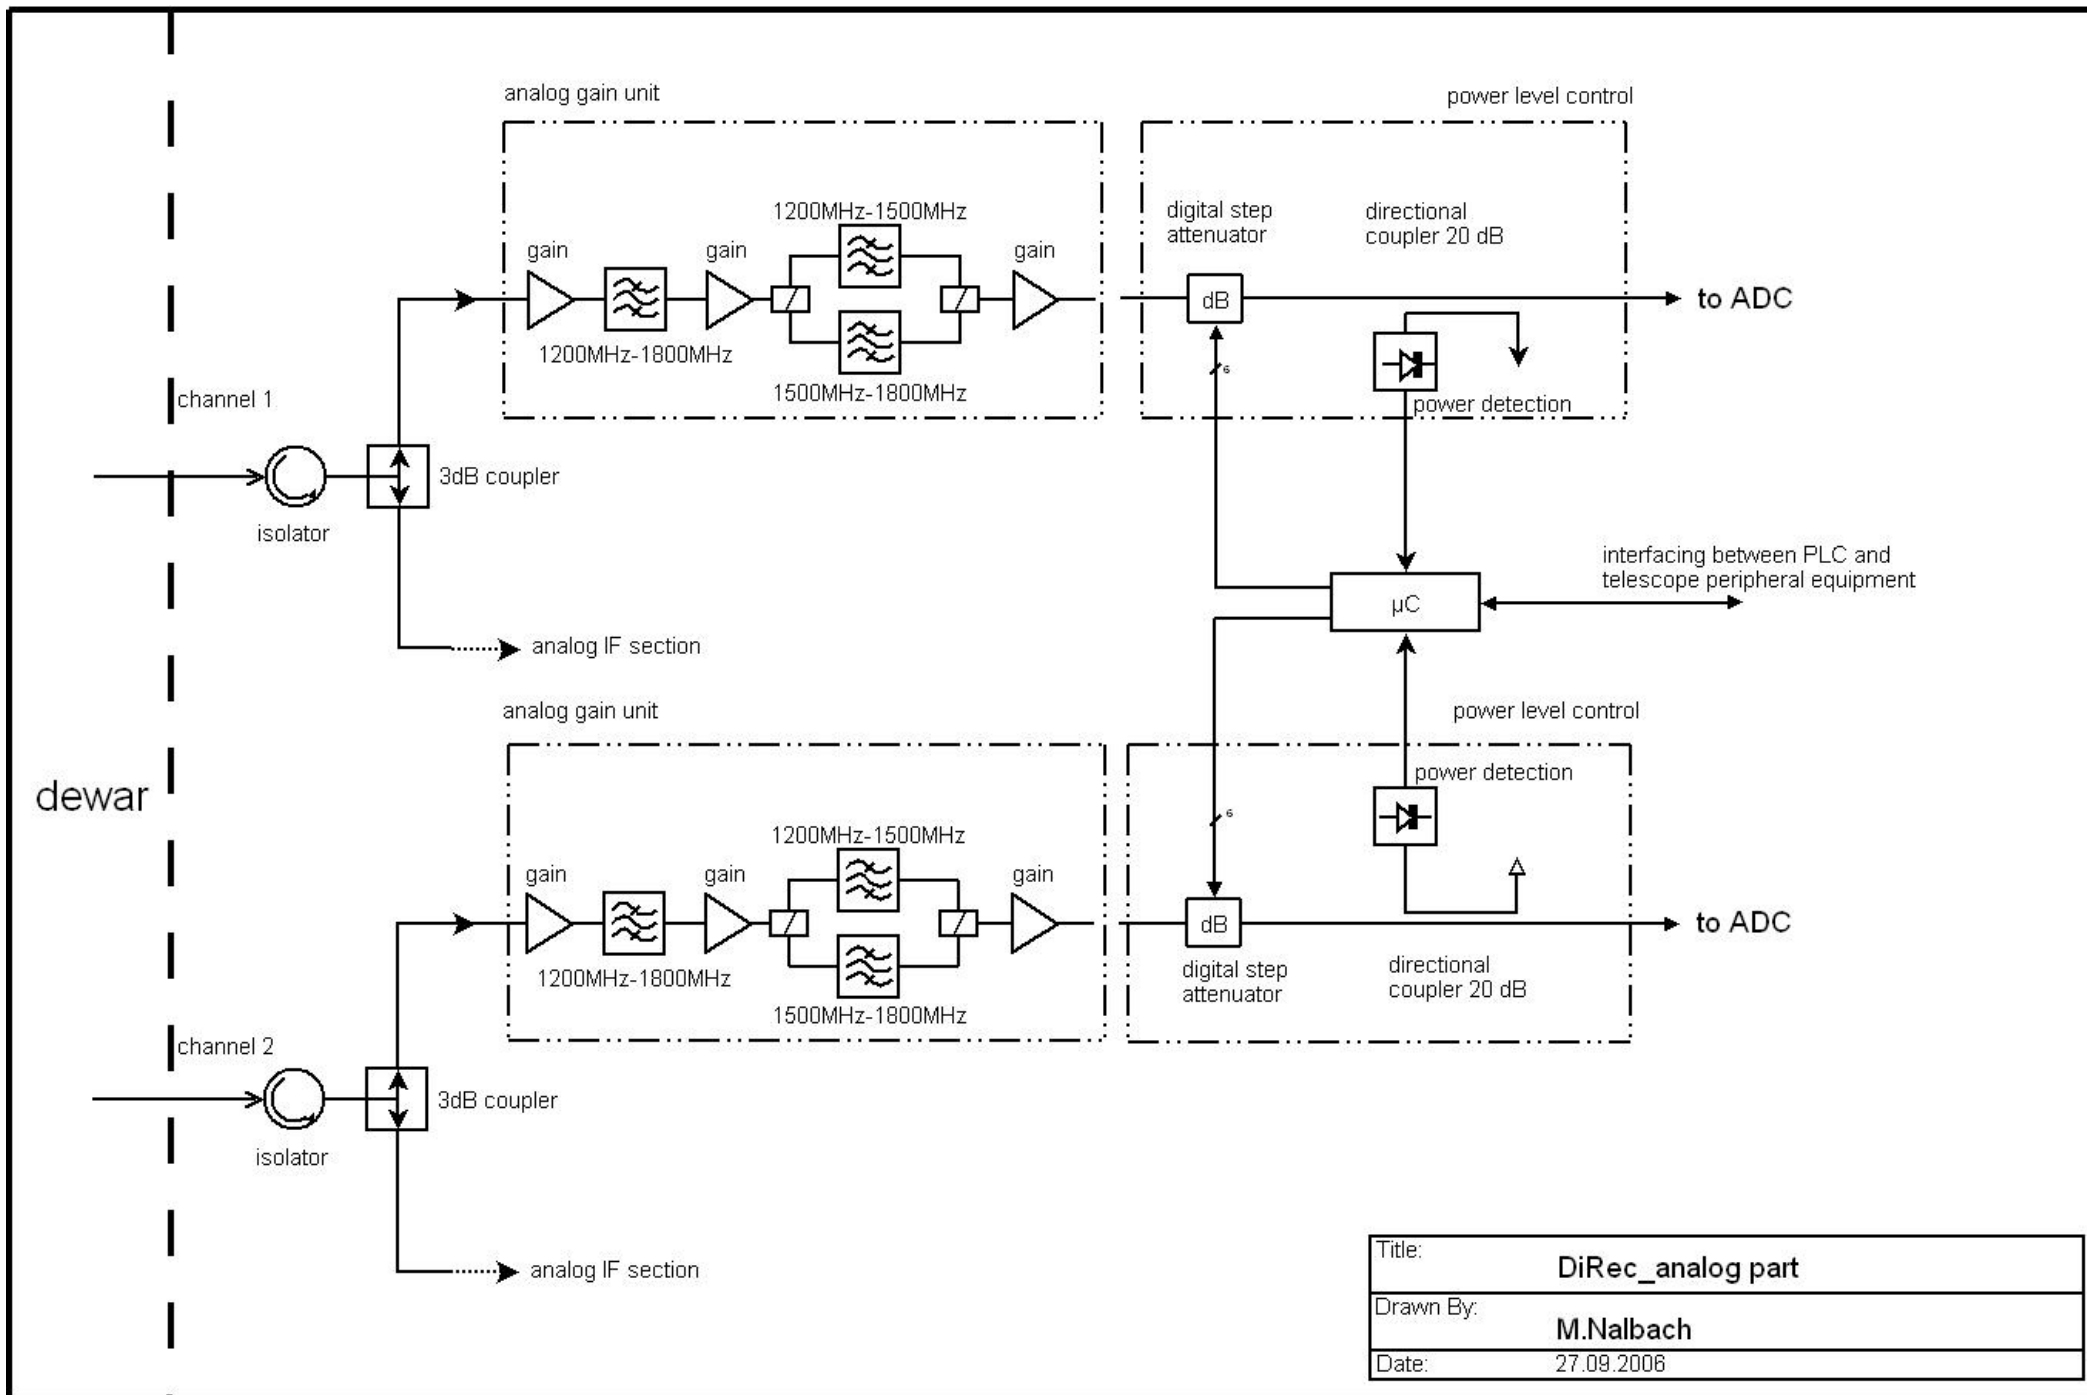 analog gain unit
power level control
1200MHz-1500MHz
digital step
attenuator
directional
coupler 20 dB
gain
gain
gain
dB
to ADC
1200MHz-1800MHz
6
1500MHz-1800MHz
power detection
channel 1
3dB coupler
isolator
interfacing between PLC and
telescope peripheral equipment
µC
analog IF section
analog gain unit
power level control
power detection
dewar
6
1200MHz-1500MHz
gain
gain
gain
dB
to ADC
1200MHz-1800MHz
digital step
attenuator
directional
coupler 20 dB
1500MHz-1800MHz
channel 2
3dB coupler
isolator
analog IF section
Title:
DiRec_analog part
Drawn By:
M.Nalbach
Date: 27.09.2006